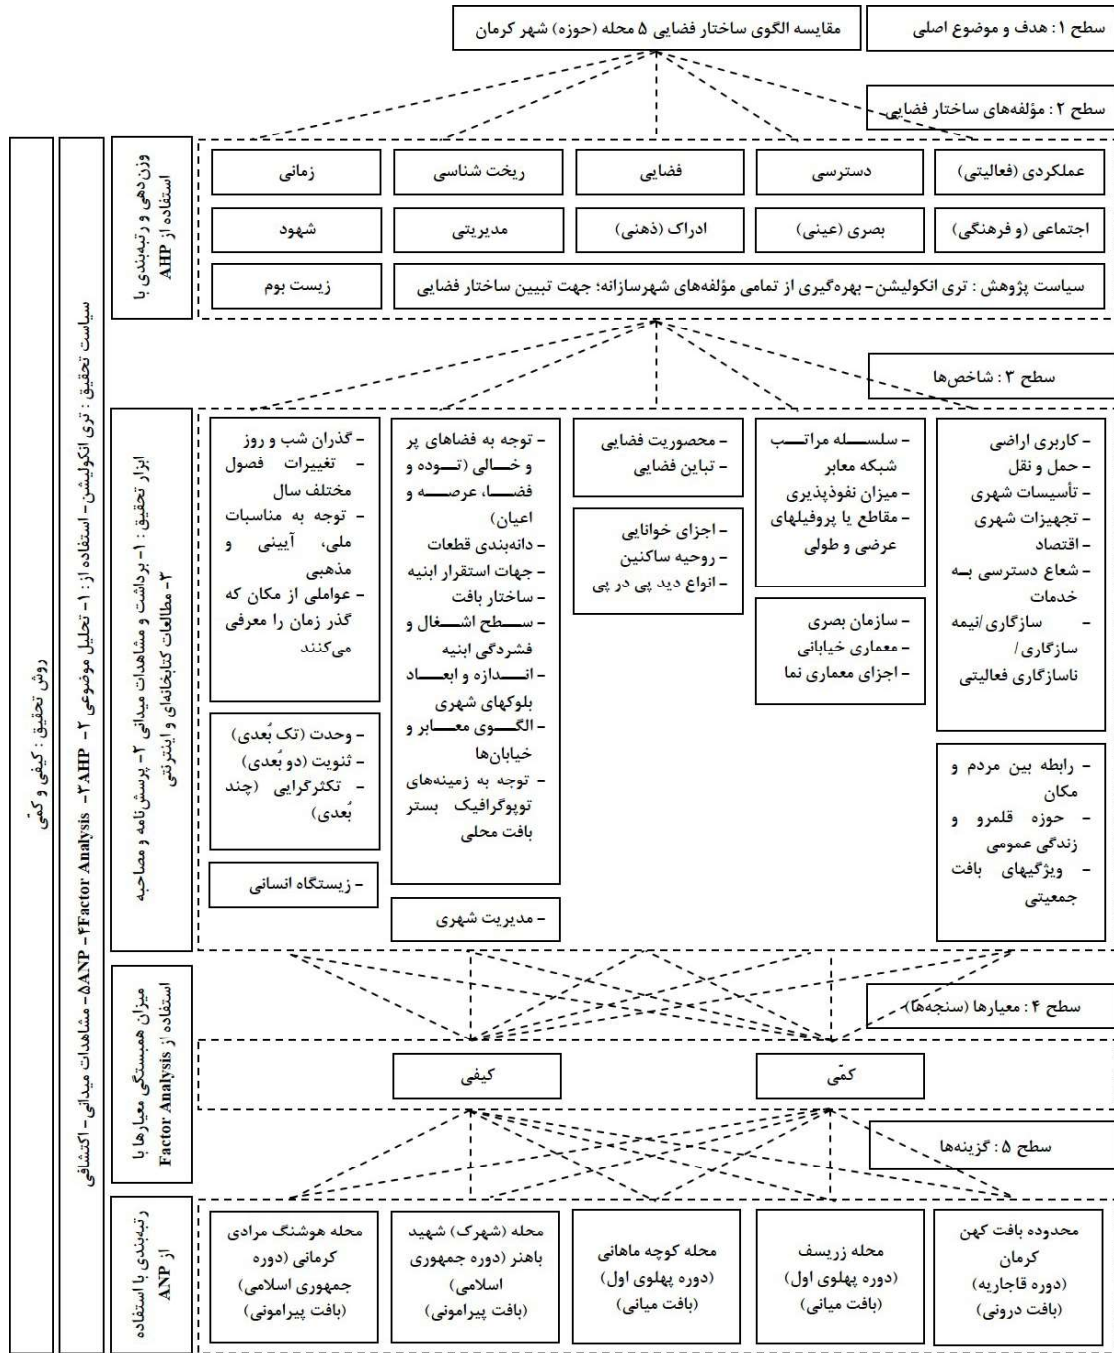 سطح ۱: هدف و موضوع اصلی
مقایسه الگوی ساختار فضایی ۵ محله (حوزه) شهر کرمان
سطح ۲: مؤلفه‌های ساختار فضایی
عملکردی (فعالیتی)
دسترسی
فضایی
ریخت شناسی
زمانی
اجتماعی (و فرهنگی)
بصری (عینی)
ادراک (ذهنی)
مدیریتی
شهود
سیاست پژوهش : تری انکولیشن- بهره‌گیری از تمامی مؤلفه‌های شهرسازانه؛ جهت تبیین ساختار فضایی
زیست بوم
وزن‌دهی و رتبه‌بندی با
استفاده از AHP
سطح ۳: شاخص‌ها
- کاربری اراضی
- حمل و نقل
- تأسیسات شهری
- تجهیزات شهری
- اقتصاد
- شعاع دسترسی به
خدمات
- سازگاری/نیمه
سازگاری/
ناسازگاری فعالیتی
- رابطه بین مردم و
مکان
- حوزه قلمرو و
زندگی عمومی
- ویژگیهای بافت
جمعیتی
- سلسله مراتب
شبکه معابر
- میزان نفوذپذیری
- مقاطع یا پروفیلهای
عرضی و طولی
- سازمان بصری
- معماری خیابانی
- اجزای معماری نما
- محصوریت فضایی
- تباین فضایی
- اجزای خوانایی
- روحیه ساکنین
- انواع دید پی در پی
- توجه به فضاهای پر
و خالی (توده و
فضا، عرصه و
اعیان)
- دانه‌بندی قطعات
- جهات استقرار ابنیه
- ساختار بافت
- سطح اشغال و
فشردگی ابنیه
- اندازه و ابعاد
بلوکهای شهری
- الگوی معابر و
خیابان‌ها
- توجه به زمینه‌های
توپوگرافیک بستر
بافت محلی
- مدیریت شهری
- گذران شب و روز
- تغییرات فصول
مختلف سال
- توجه به مناسبات
ملی، آیینی و
مذهبی
- عواملی از مکان که
گذر زمان را معرفی
می‌کنند
- وحدت (تک بُعدی)
- ثنویت (دو بُعدی)
- تکثرگرایی (چند
بُعدی)
- زیستگاه انسانی
ابزار تحقیق : ۱- برداشت و مشاهدات میدانی ۲- پرسش‌نامه و مصاحبه
۳- مطالعات کتابخانه‌ای و اینترنتی
سطح ۴: معیارها (سنجه‌ها)
کمّی
کیفی
میزان همبستگی معیارها با
استفاده از Factor Analysis
سطح ۵: گزینه‌ها
محدوده بافت کهن
کرمان
(دوره قاجاریه)
(بافت درونی)
محله زریسف
(دوره پهلوی اول)
(بافت میانی)
محله کوچه ماهانی
(دوره پهلوی اول)
(بافت میانی)
محله (شهرک) شهید
باهنر (دوره جمهوری
اسلامی)
(بافت پیرامونی)
محله هوشنگ مرادی
کرمانی (دوره
جمهوری اسلامی)
(بافت پیرامونی)
رتبه‌بندی با استفاده
از ANP
سیاست تحقیق : تری انکولیشن- استفاده از: ۱- تحلیل موضوعی ۲- AHP ۳- Factor Analysis ۴- ANP ۵- مشاهدات میدانی- اکتشافی
روش تحقیق : کیفی و کمّی